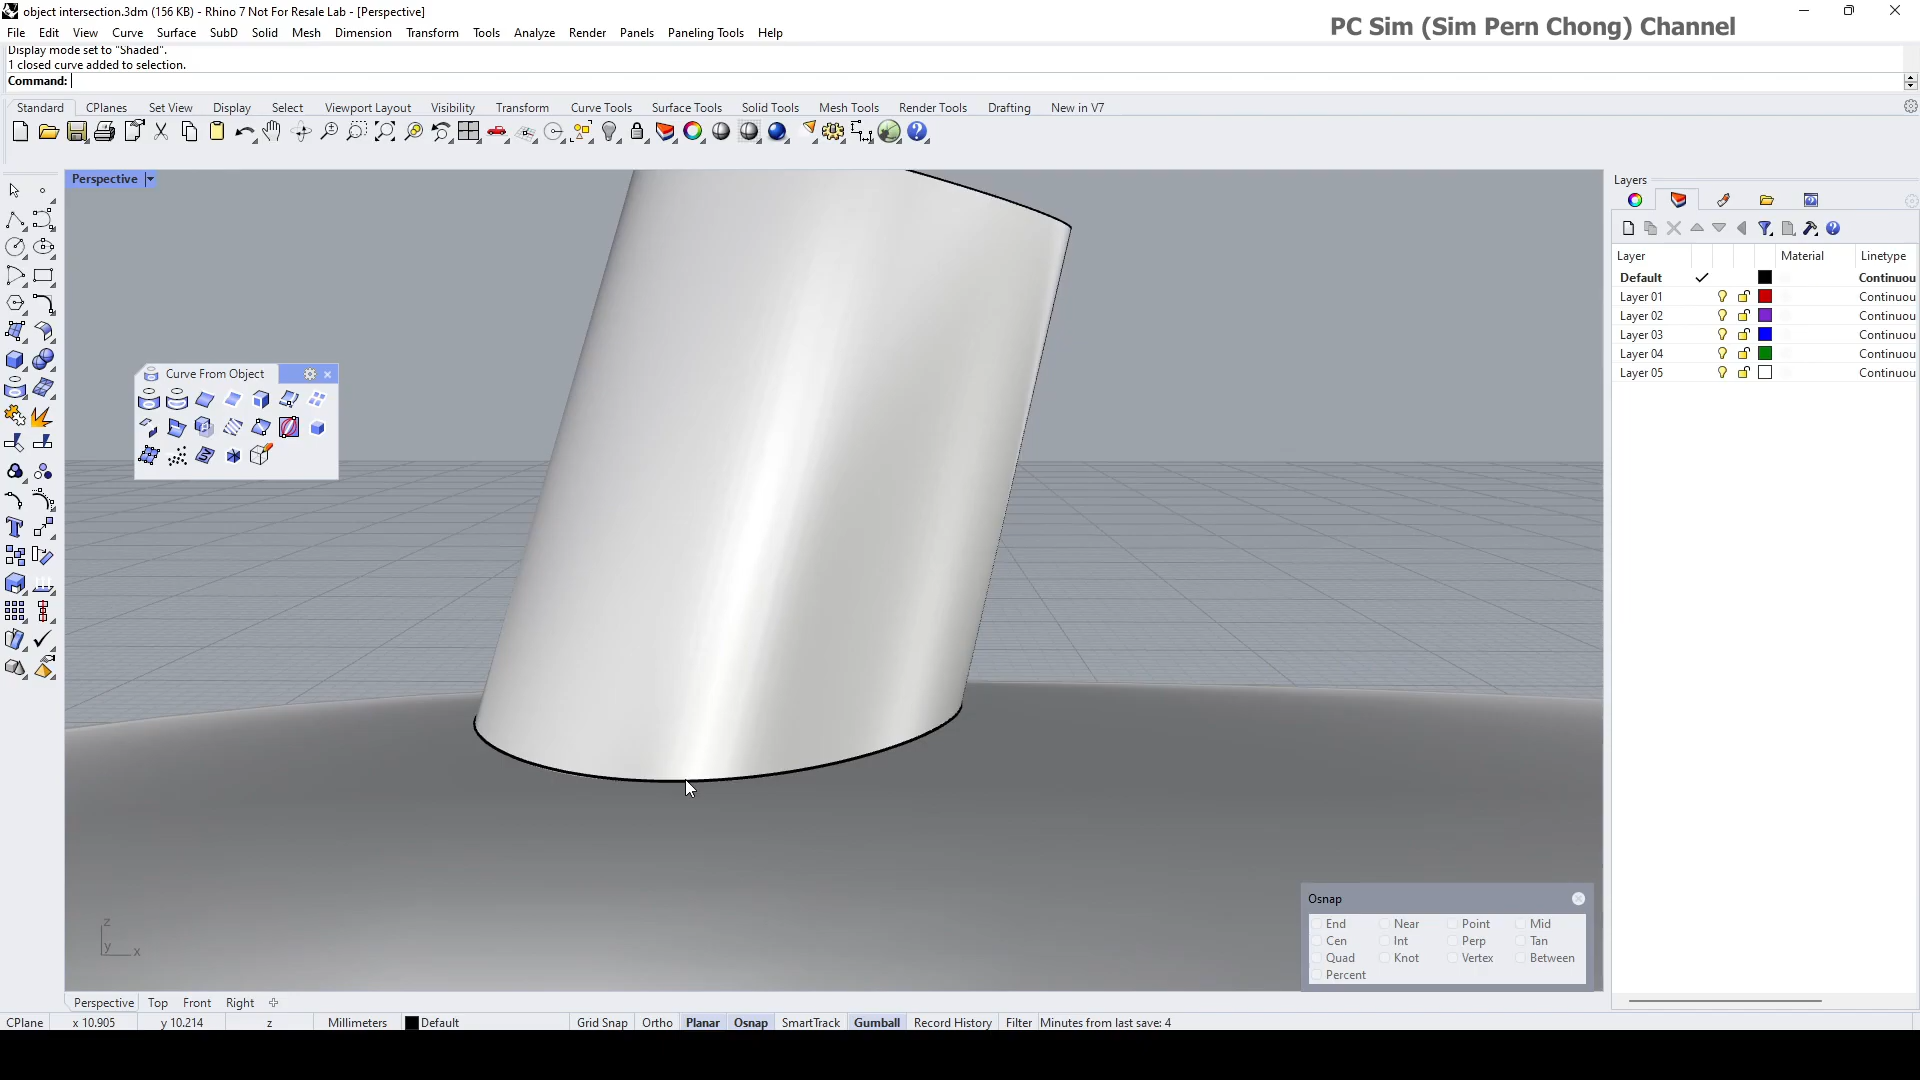 object intersection.3dm (156 KB) - Rhino 7 Not For Resale Lab - [Perspective]
PC Sim (Sim Pern Chong) Channel
File Edit View Curve Surface SubD Solid Mesh Dimension Transform Tools Analyze Render Panels Paneling Tools Help
Display mode set to "Shaded".
1 closed curve added to selection.
Command:
Standard CPlanes Set View Display Select Viewport Layout Visibility Transform Curve Tools Surface Tools Solid Tools Mesh Tools Render Tools Drafting New in V7
Perspective
Layers
Layer Material Linetype
Default Continuou
Layer 01 Continuou
Layer 02 Continuou
Layer 03 Continuou
Layer 04 Continuou
Layer 05 Continuou
Curve From Object
Osnap
End Near Point Mid
Cen Int Perp Tan
Quad Knot Vertex Between
Percent
z
y x
Perspective Top Front Right
CPlane x 10.905 y 10.214 z Millimeters Default Grid Snap Ortho Planar Osnap SmartTrack Gumball Record History Filter Minutes from last save: 4